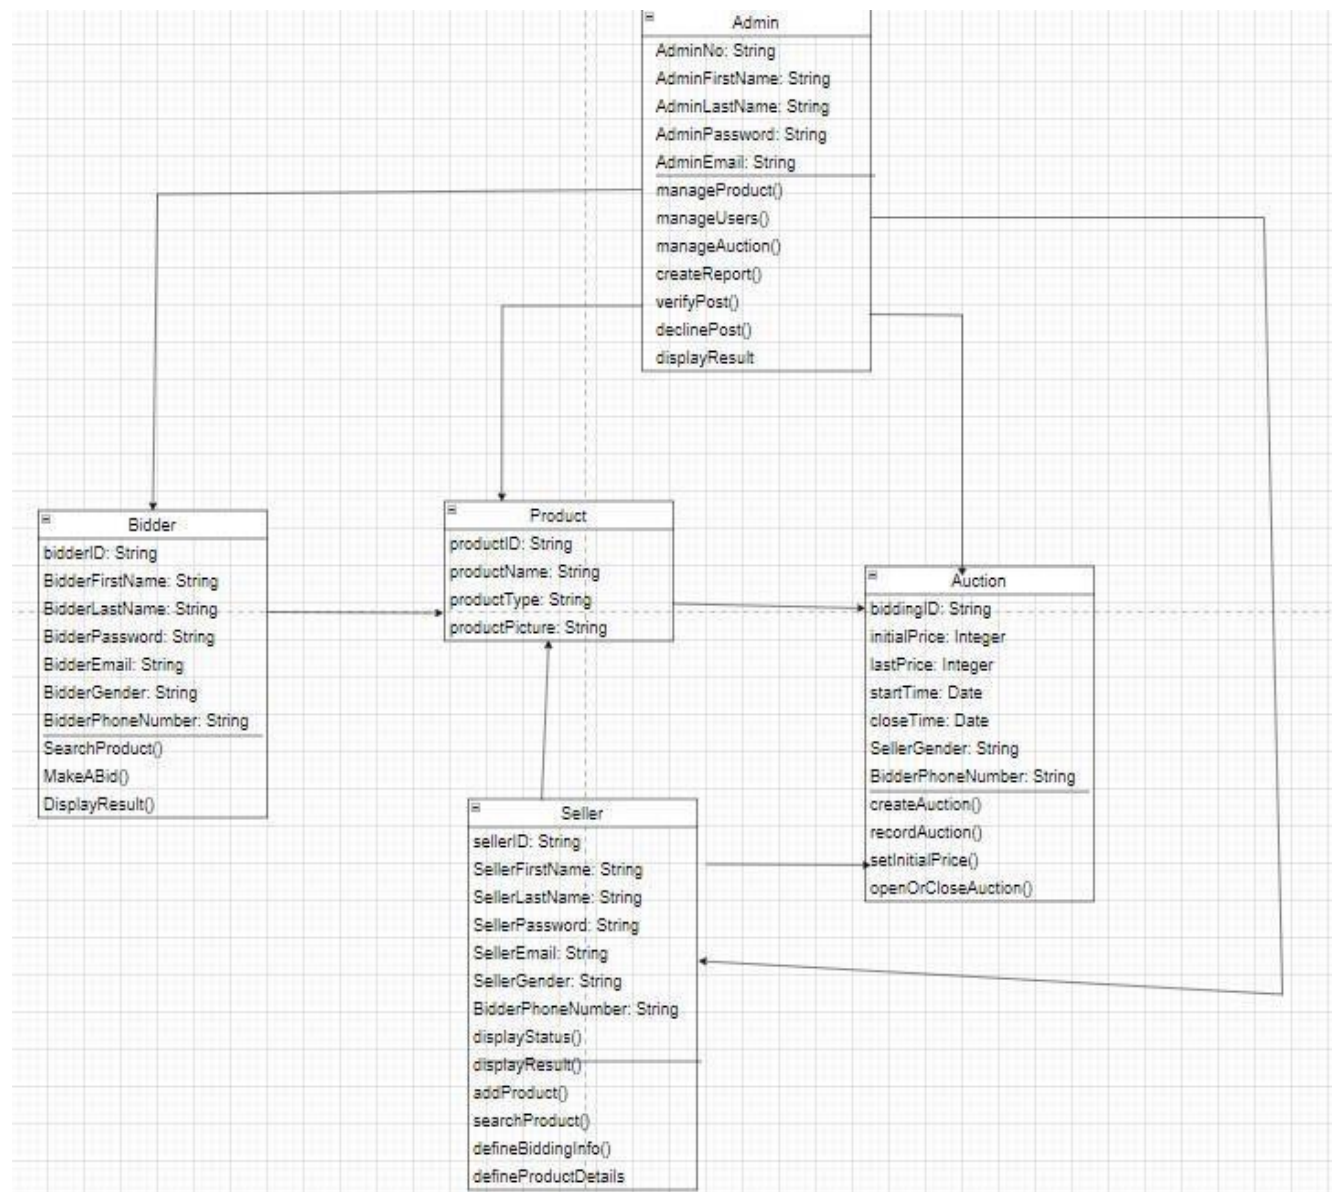 Admin
AdminNo: String
AdminFirstName: String
AdminLastName: String
AdminPassword: String
AdminEmail: String
manageProduct()
manageUsers()
manageAuction()
createReport()
verifyPost()
declinePost()
displayResult
Bidder
bidderID: String
BidderFirstName: String
BidderLastName: String
BidderPassword: String
BidderEmail: String
BidderGender: String
BidderPhoneNumber: String
SearchProduct()
MakeABid()
DisplayResult()
Product
productID: String
productName: String
productType: String
productPicture: String
Auction
biddingID: String
initialPrice: Integer
lastPrice: Integer
startTime: Date
closeTime: Date
SellerGender: String
BidderPhoneNumber: String
createAuction()
recordAuction()
setInitialPrice()
openOrCloseAuction()
Seller
sellerID: String
SellerFirstName: String
SellerLastName: String
SellerPassword: String
SellerEmail: String
SellerGender: String
BidderPhoneNumber: String
displayStatus()
displayResult()
addProduct()
searchProduct()
defineBiddingInfo()
defineProductDetails